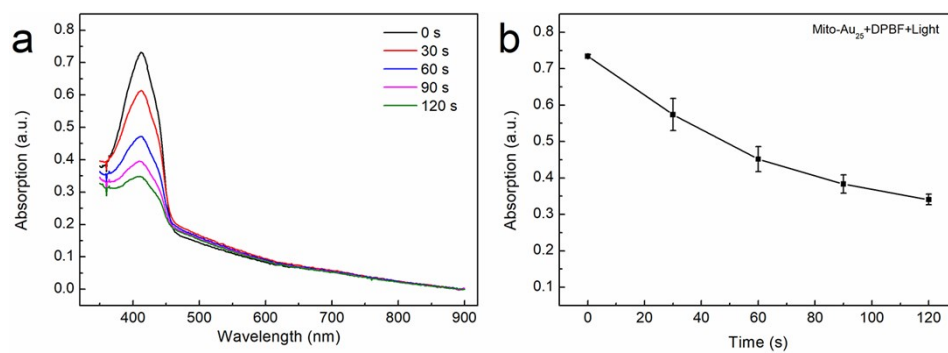 a
0 s
30 s
60 s
90 s
120 s
0.8
0.7
0.6
0.5
0.4
0.3
0.2
0.1
0.0
Absorption (a.u.)
400 500 600 700 800 900
Wavelength (nm)
b
Mito-Au25+DPBF+Light
0.8
0.7
0.6
0.5
0.4
0.3
0.2
0.1
Absorption (a.u.)
0 20 40 60 80 100 120
Time (s)